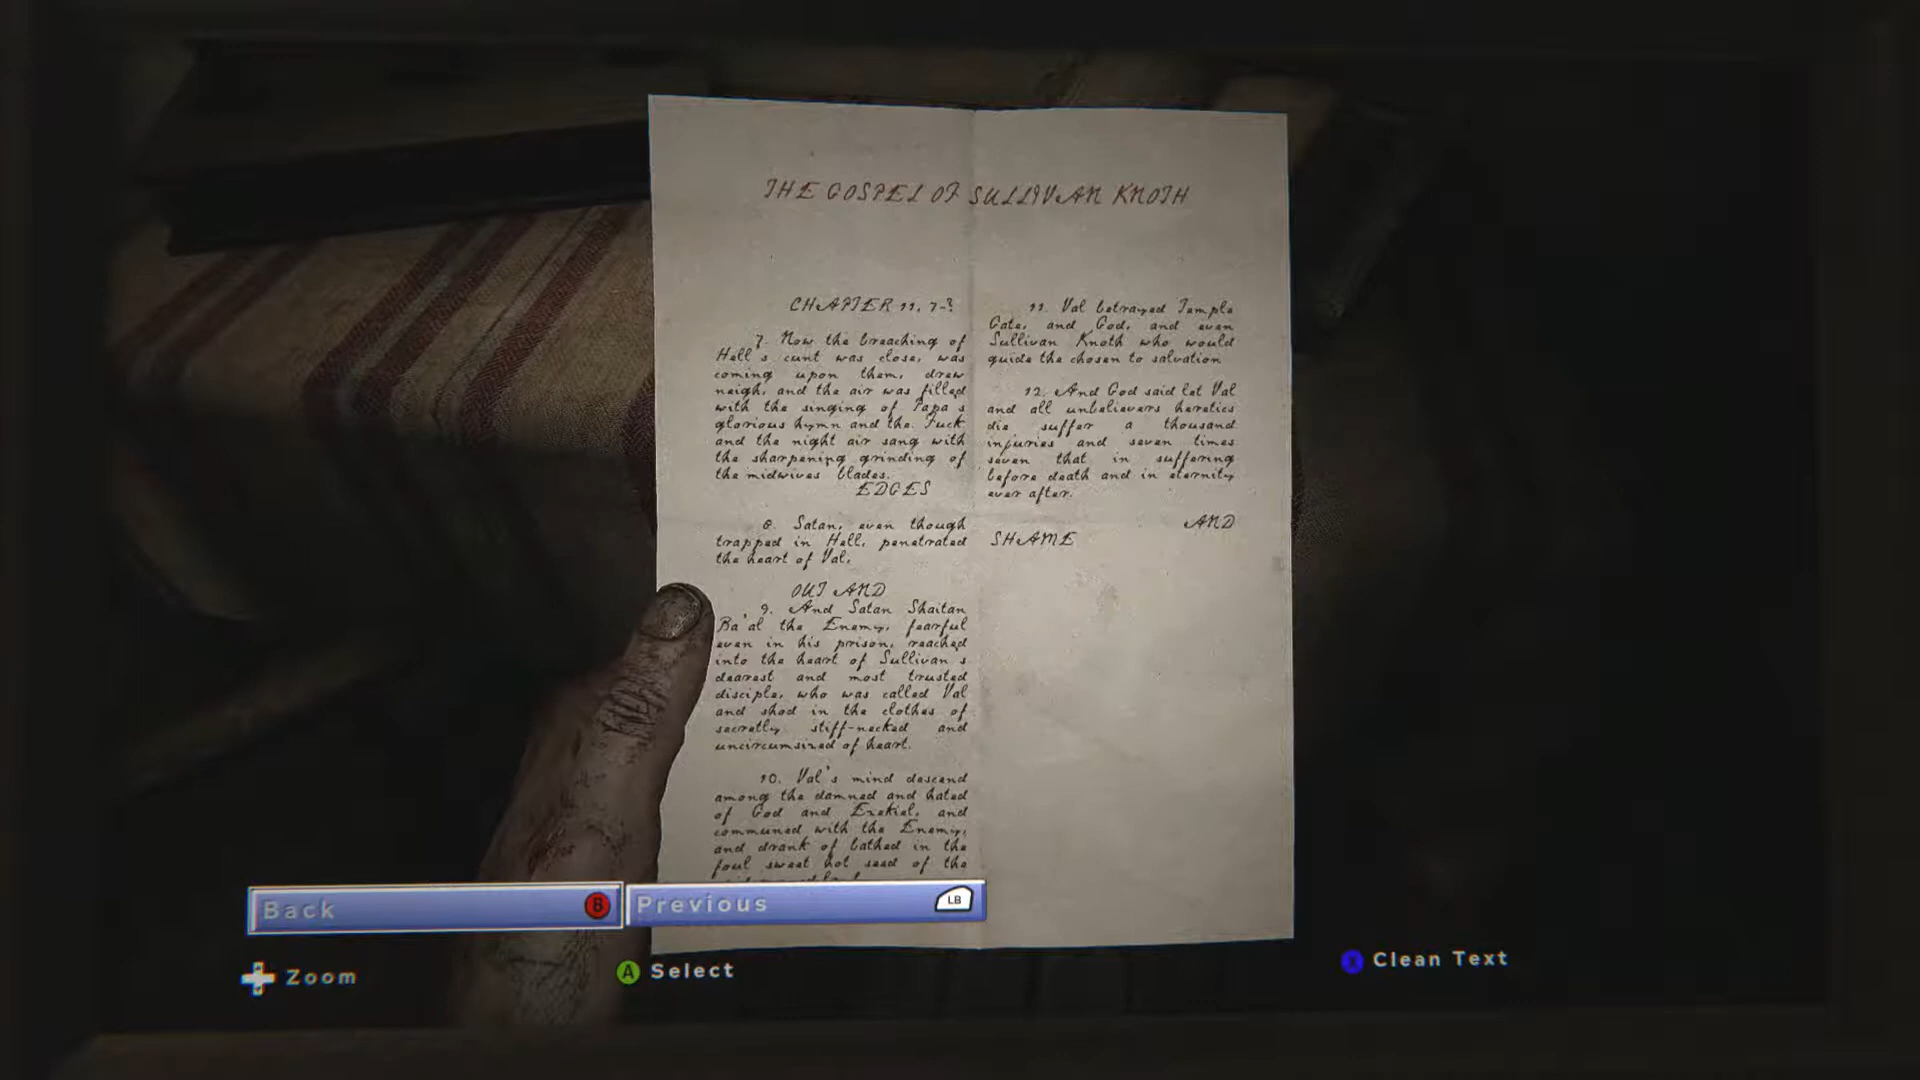 THE GOSPEL OF SULLIVAN KNOTH
CHAPTER 11, 7-?
7. Now the breaching of
Hell s cunt was close, was
coming upon them, drew
neigh, and the air was filled
with the singing of Papa s
glorious hymn and the. Fuck
and the night air sang with
the sharpening grinding of
the midwives blades.
EDGES
8. Satan, even though
trapped in Hell, penetrated
the heart of Val,
OUT AND
9. And Satan Shaitan
Ba'al the Enemy, fearful
even in his prison, reached
into the heart of Sullivan s
dearest and most trusted
disciple, who was called Val
and shod in the clothes of
secretly stiff-necked and
uncircumsized of heart.
10. Val's mind descend
among the damned and hated
of God and Ezekiel, and
communed with the Enemy,
and drank of bathed in the
foul sweet hot seed of the
11. Val betrayed Temple
Gate, and God, and even
Sullivan Knoth who would
guide the chosen to salvation
12. And God said let Val
and all unbelievers heretics
die suffer a thousand
injuries and seven times
seven that in suffering
before death and in eternity
ever after.
AND
SHAME
Back
B
Previous
LB
Zoom
A
Select
X
Clean Text